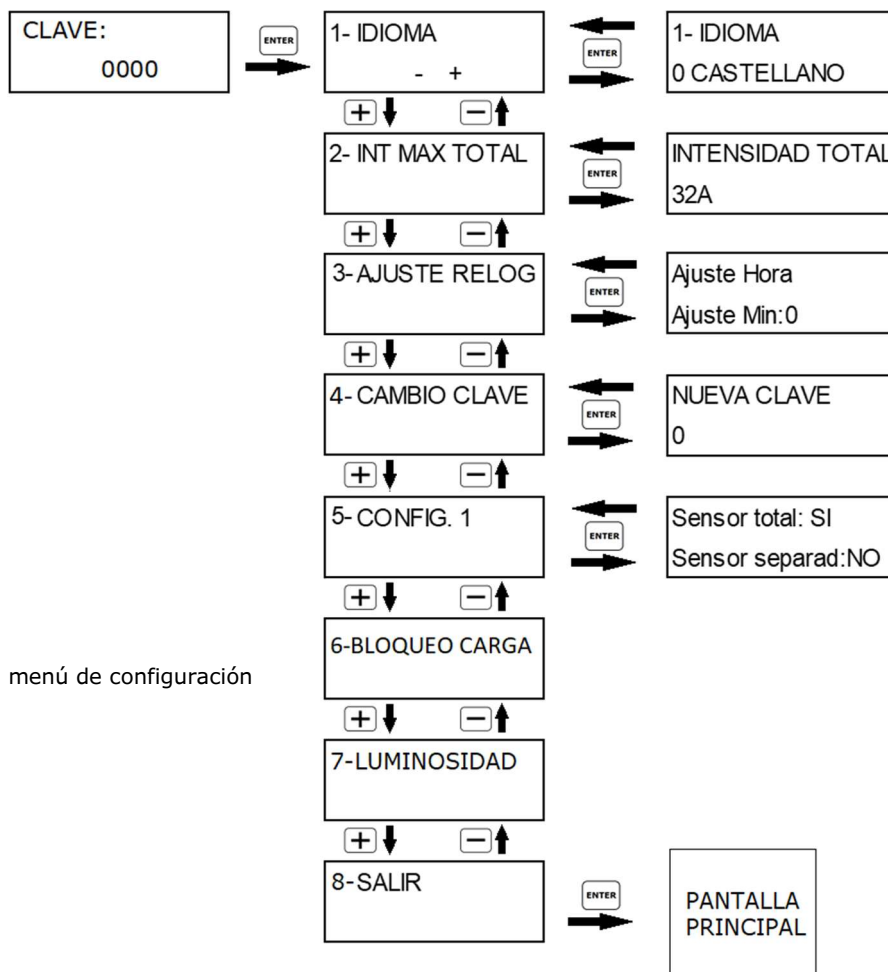 CLAVE:
0000
ENTER
1- IDIOMA
- +
ENTER
1- IDIOMA
0 CASTELLANO
+ -
2- INT MAX TOTAL
ENTER
INTENSIDAD TOTAL
32A
+ -
3- AJUSTE RELOG
ENTER
Ajuste Hora
Ajuste Min:0
+ -
4- CAMBIO CLAVE
ENTER
NUEVA CLAVE
0
+ -
5- CONFIG. 1
ENTER
Sensor total: SI
Sensor separad:NO
+ -
6-BLOQUEO CARGA
menú de configuración
+ -
7-LUMINOSIDAD
+ -
8-SALIR
ENTER
PANTALLA
PRINCIPAL